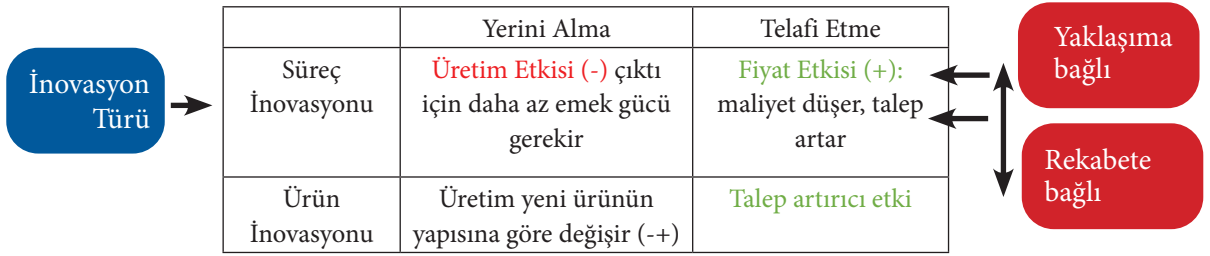 İnovasyon
Türü
Yerini Alma
Telafi Etme
Süreç
İnovasyonu
Üretim Etkisi (-) çıktı
için daha az emek gücü
gerekir
Fiyat Etkisi (+):
maliyet düşer, talep
artar
Ürün
İnovasyonu
Üretim yeni ürünün
yapısına göre değişir (-+)
Talep artırıcı etki
Yaklaşıma
bağlı
Rekabete
bağlı